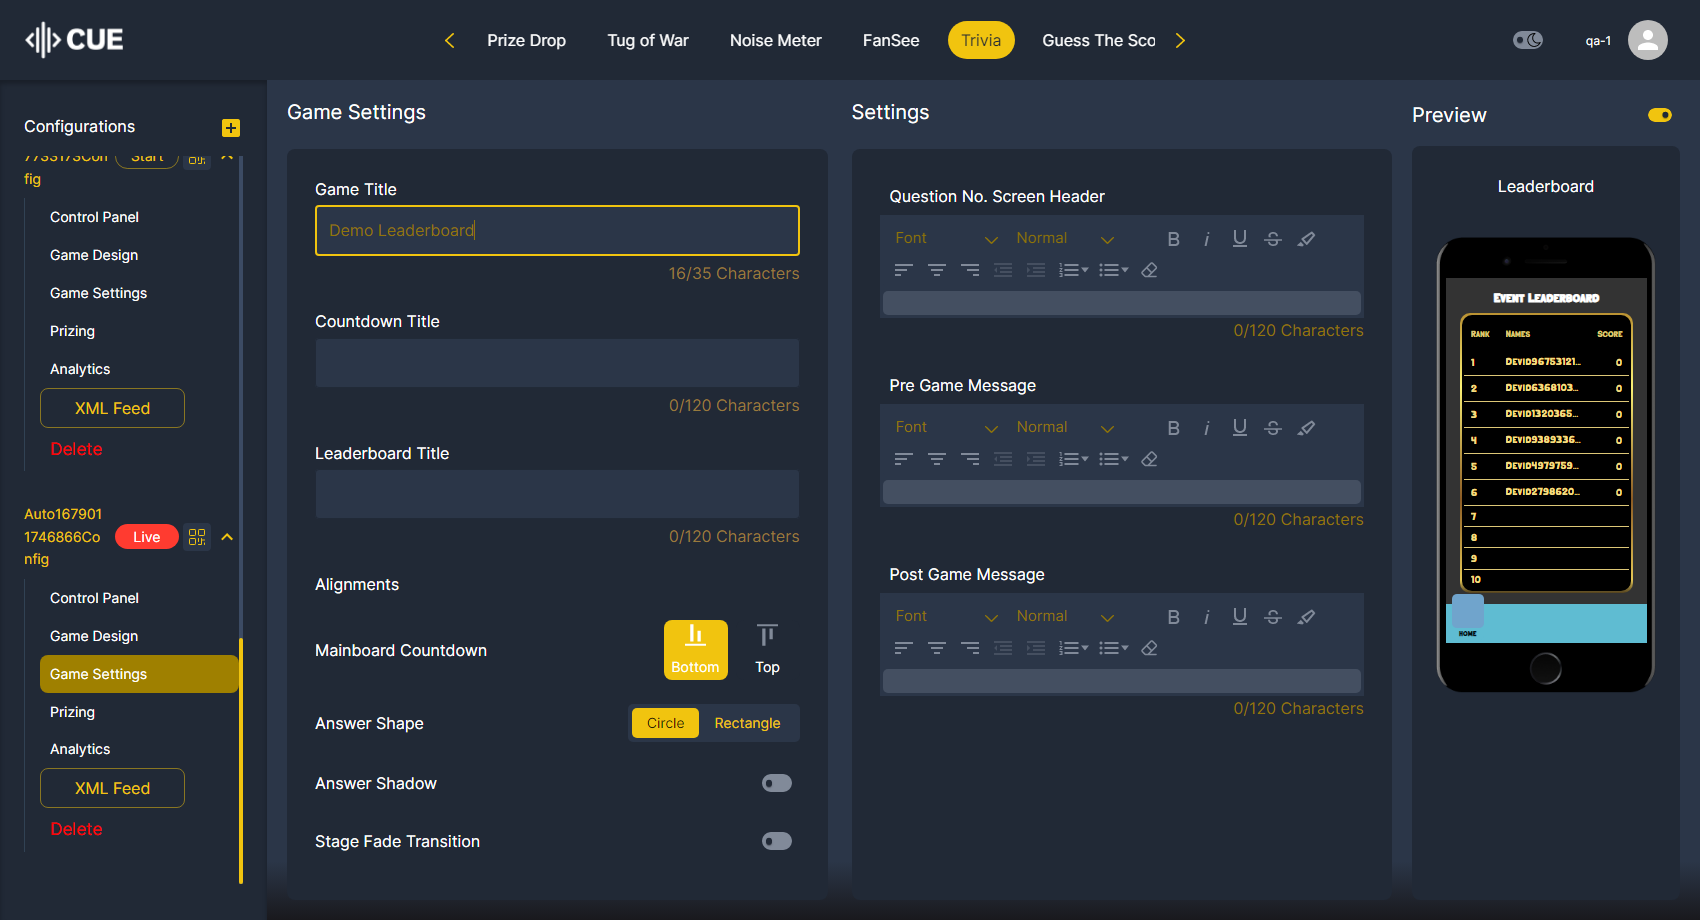 CUE
Prize Drop
Tug of War
Noise Meter
FanSee
Trivia
Guess The Sco
qa-1
Configurations
7733173Con
fig
Start
Control Panel
Game Design
Game Settings
Prizing
Analytics
XML Feed
Delete
Auto167901
1746866Co
nfig
Live
Control Panel
Game Design
Game Settings
Prizing
Analytics
XML Feed
Delete
Game Settings
Game Title
Demo Leaderboard
16/35 Characters
Countdown Title
0/120 Characters
Leaderboard Title
0/120 Characters
Alignments
Mainboard Countdown
Bottom
Top
Answer Shape
Circle
Rectangle
Answer Shadow
Stage Fade Transition
Settings
Question No. Screen Header
Font Normal B i U S
0/120 Characters
Pre Game Message
Font Normal B i U S
0/120 Characters
Post Game Message
Font Normal B i U S
0/120 Characters
Preview
Leaderboard
Event Leaderboard
Rank Names Score
1 DevID96753121... 0
2 DevID6368103... 0
3 DevID1320365... 0
4 DevID9389336... 0
5 DevID4979759... 0
6 DevID2798620... 0
7
8
9
10
HOME